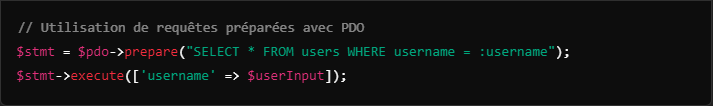 // Utilisation de requêtes préparées avec PDO
$stmt = $pdo->prepare("SELECT * FROM users WHERE username = :username");
$stmt->execute(['username' => $userInput]);